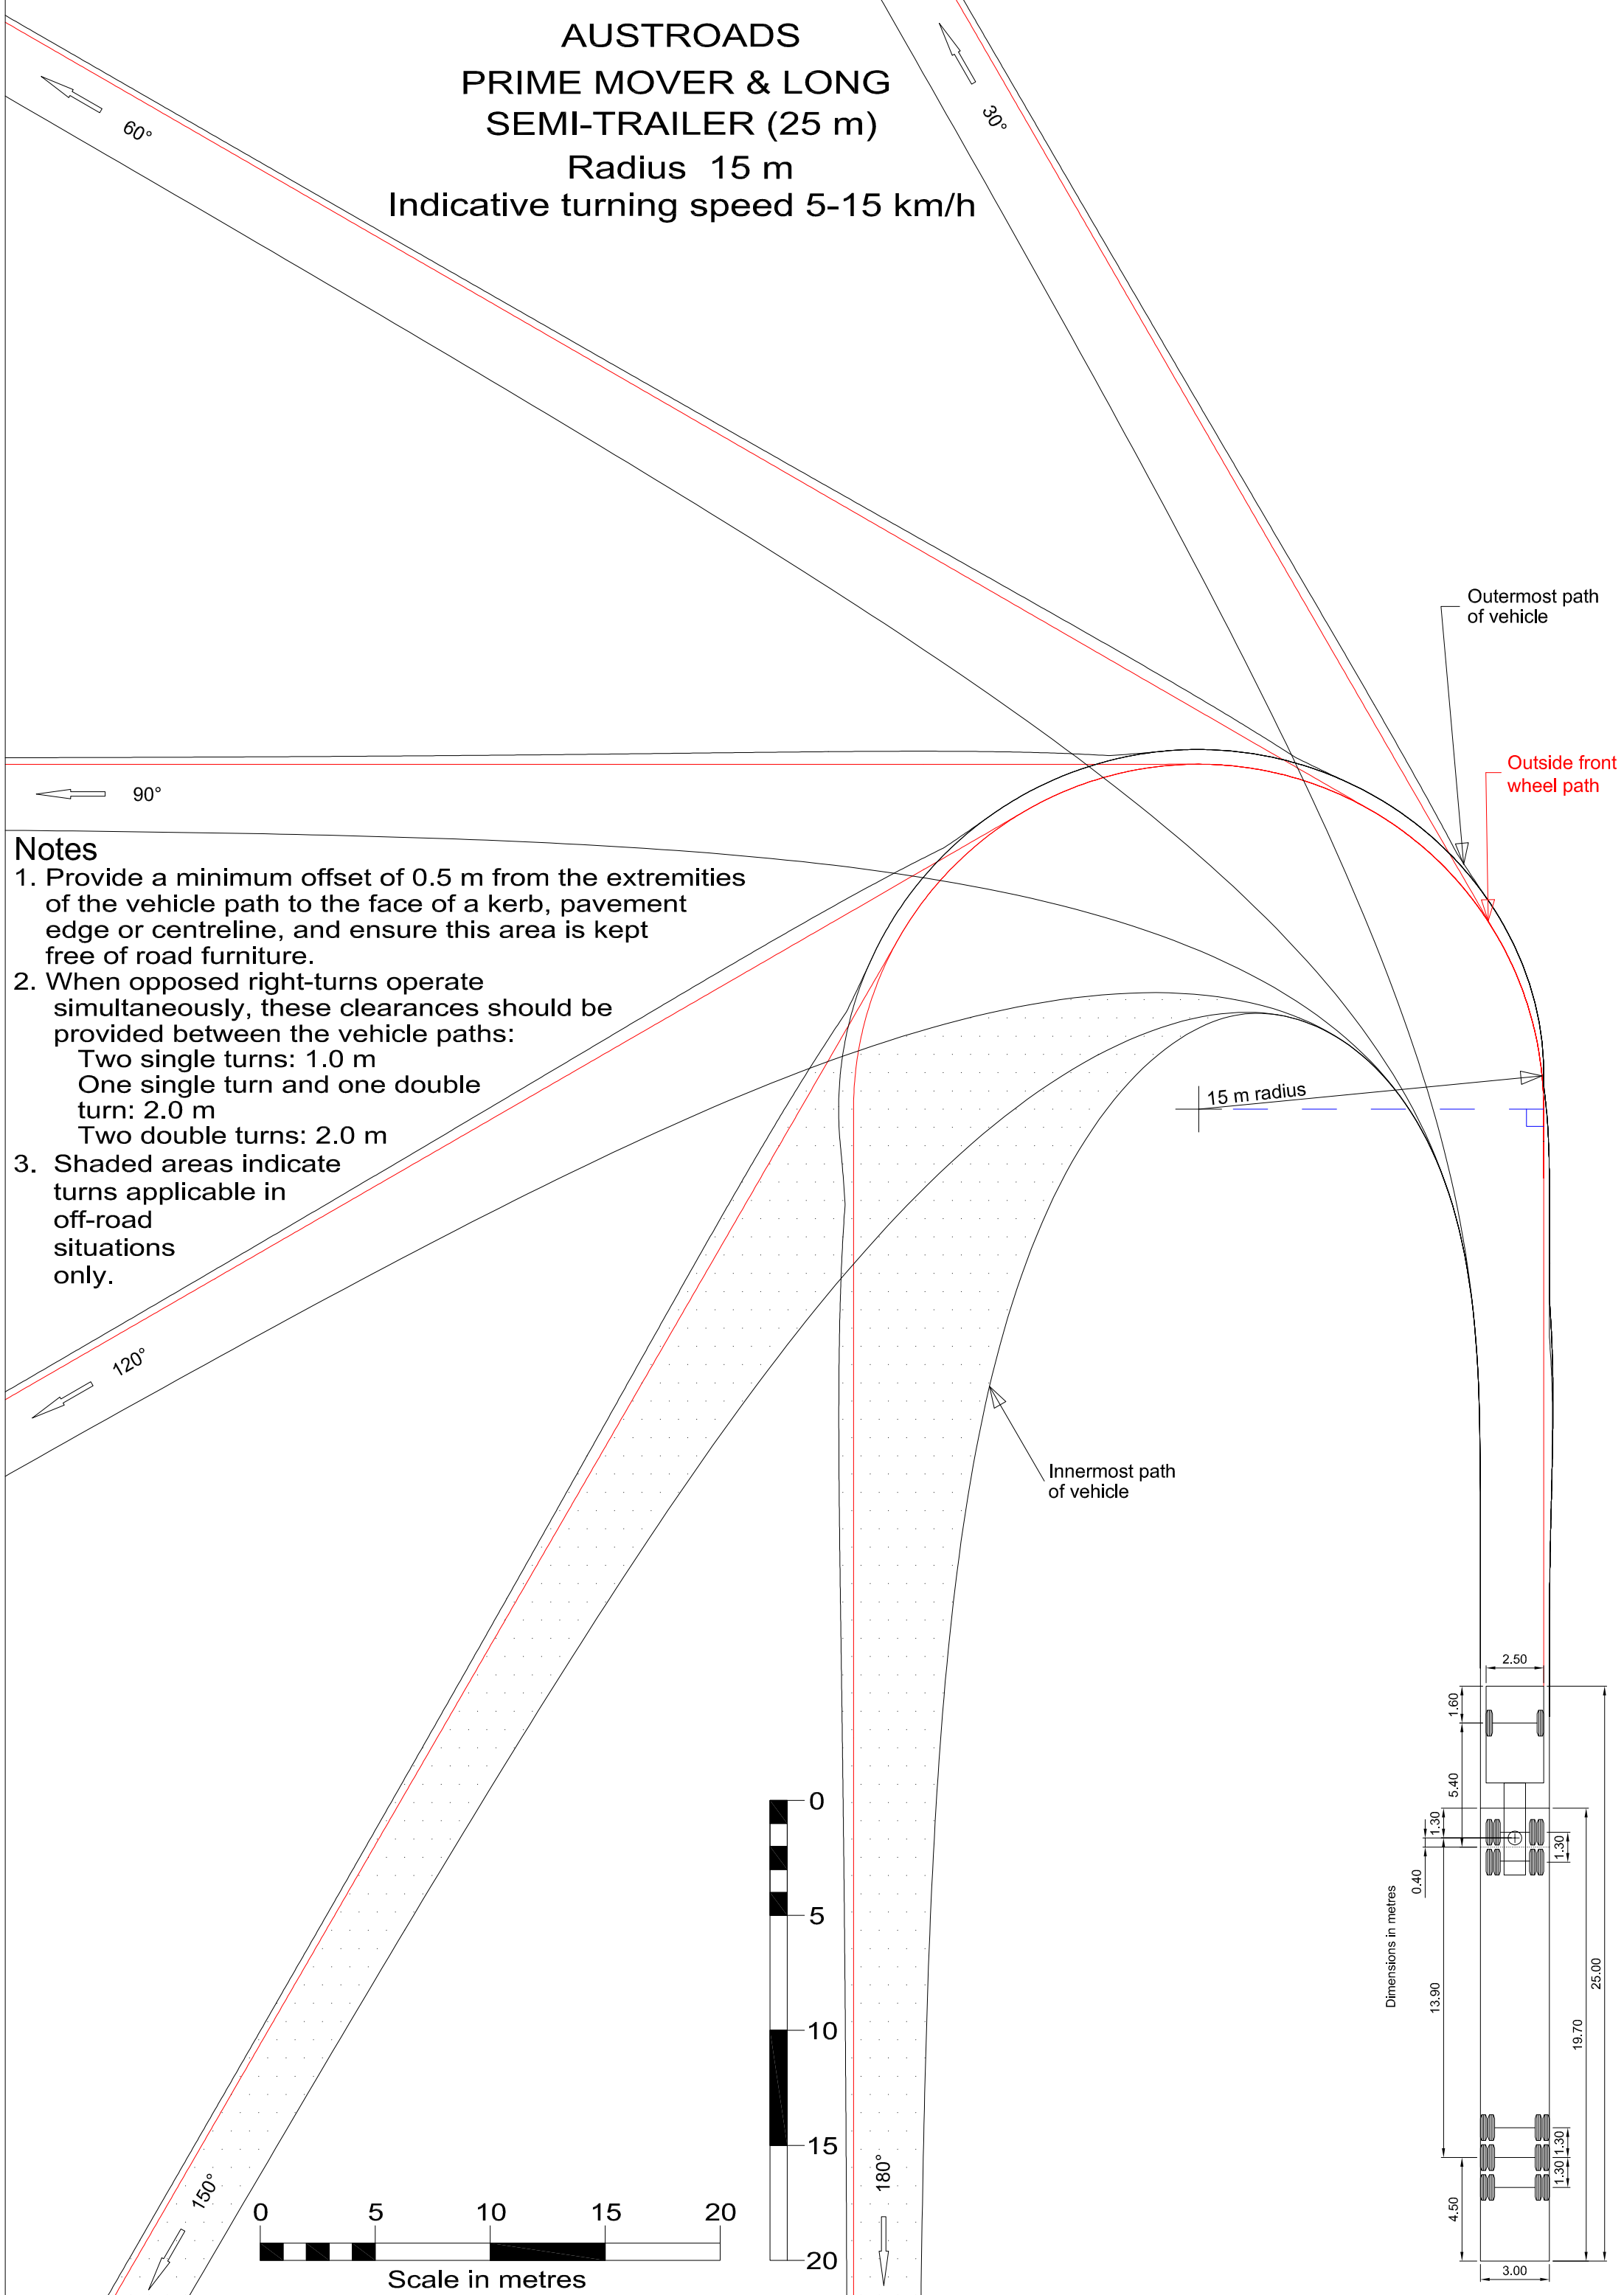 AUSTROADS
PRIME MOVER & LONG
SEMI-TRAILER (25 m)
Radius 15 m
Indicative turning speed 5-15 km/h
60°
30°
Outermost path
of vehicle
Outside front
wheel path
90°
Notes
1. Provide a minimum offset of 0.5 m from the extremities
of the vehicle path to the face of a kerb, pavement
edge or centreline, and ensure this area is kept
free of road furniture.
2. When opposed right-turns operate
simultaneously, these clearances should be
provided between the vehicle paths:
Two single turns: 1.0 m
One single turn and one double
turn: 2.0 m
Two double turns: 2.0 m
3. Shaded areas indicate
turns applicable in
off-road
situations
only.
15 m radius
120°
Innermost path
of vehicle
150°
180°
0
5
10
15
20
Scale in metres
0
5
10
15
20
2.50
1.60
5.40
1.30
0.40
1.30
Dimensions in metres
13.90
19.70
25.00
1.30
1.30
4.50
3.00